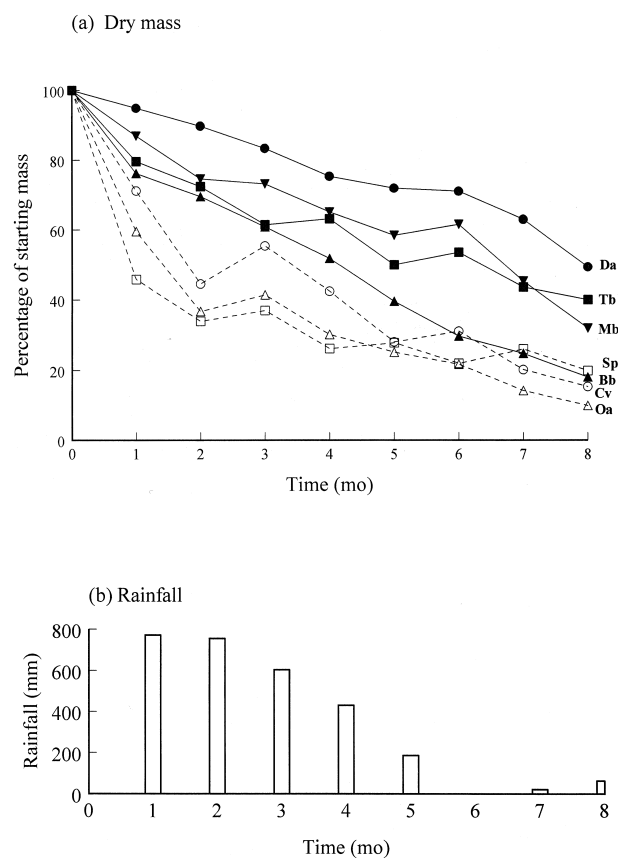 (a) Dry mass
100
80
60
40
20
0
Percentage of starting mass
Da
Tb
Mb
Sp
Bb
Cv
Oa
0 1 2 3 4 5 6 7 8
Time (mo)
(b) Rainfall
800
600
400
200
0
Rainfall (mm)
0 1 2 3 4 5 6 7 8
Time (mo)